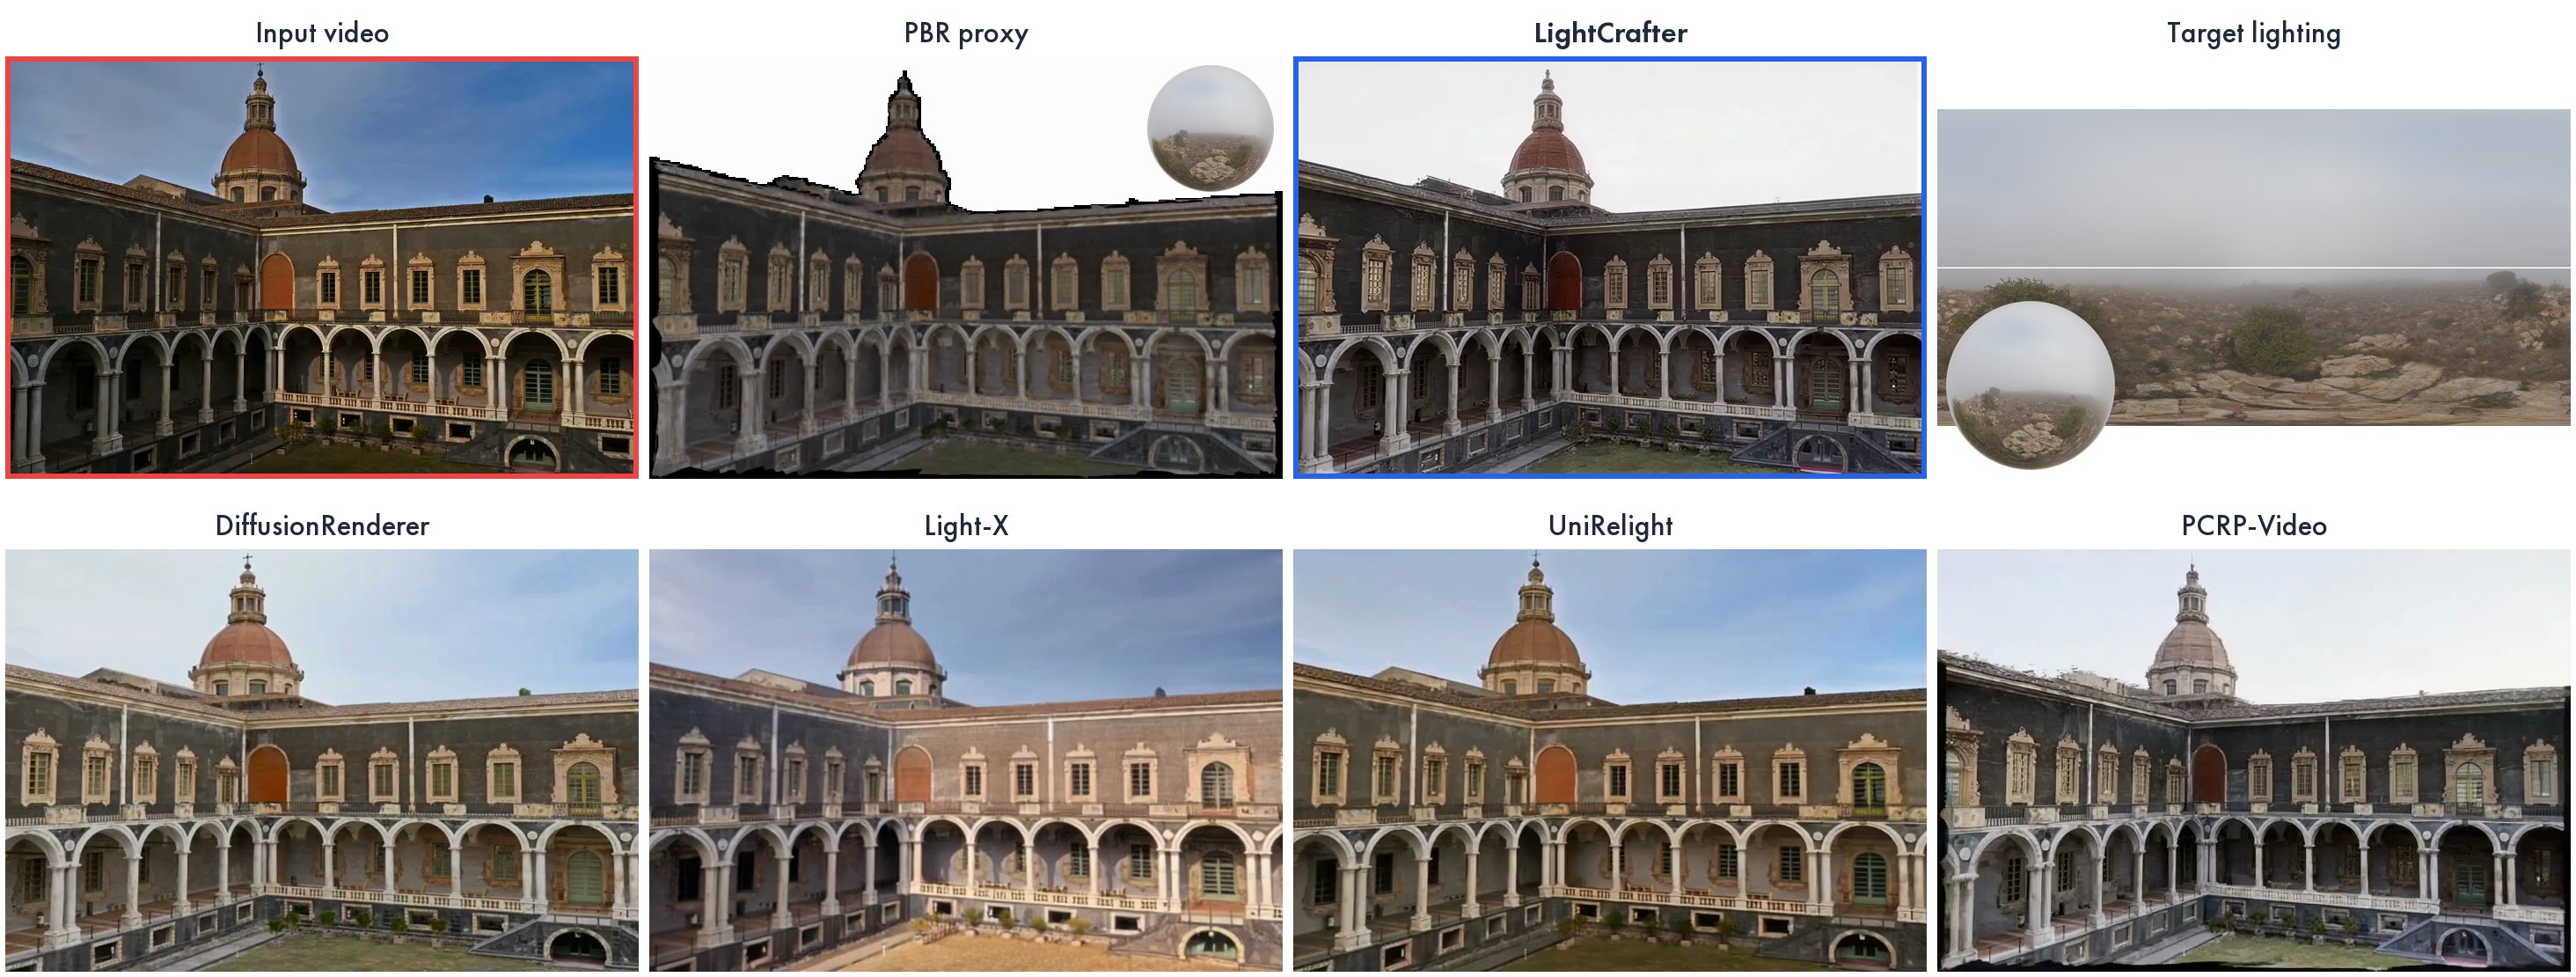 Input video
PBR proxy
LightCrafter
Target lighting
DiffusionRenderer
Light-X
UniRelight
PCRP-Video